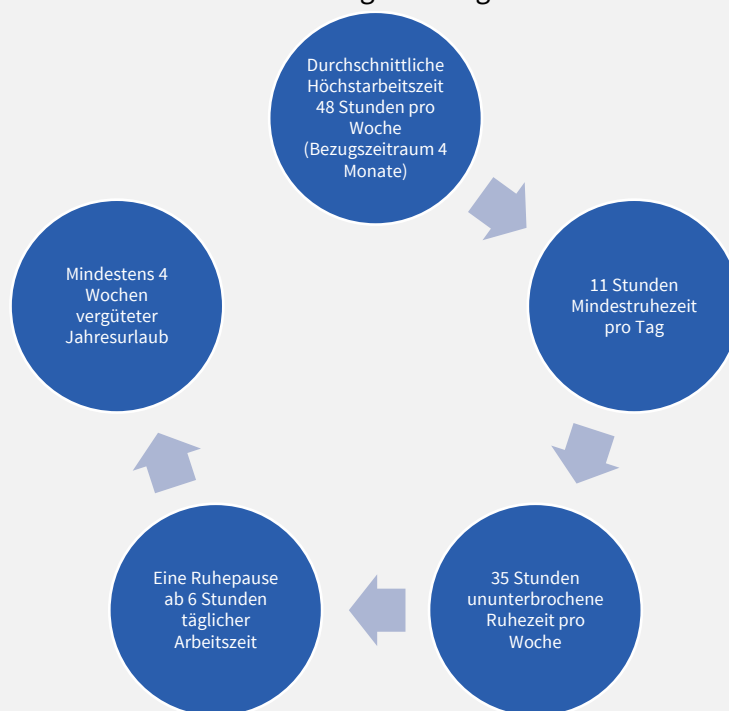 Durchschnittliche
Höchstarbeitszeit
48 Stunden pro
Woche
(Bezugszeitraum 4
Monate)
11 Stunden
Mindestruhezeit
pro Tag
35 Stunden
ununterbrochene
Ruhezeit pro
Woche
Eine Ruhepause
ab 6 Stunden
täglicher
Arbeitszeit
Mindestens 4
Wochen
vergüteter
Jahresurlaub